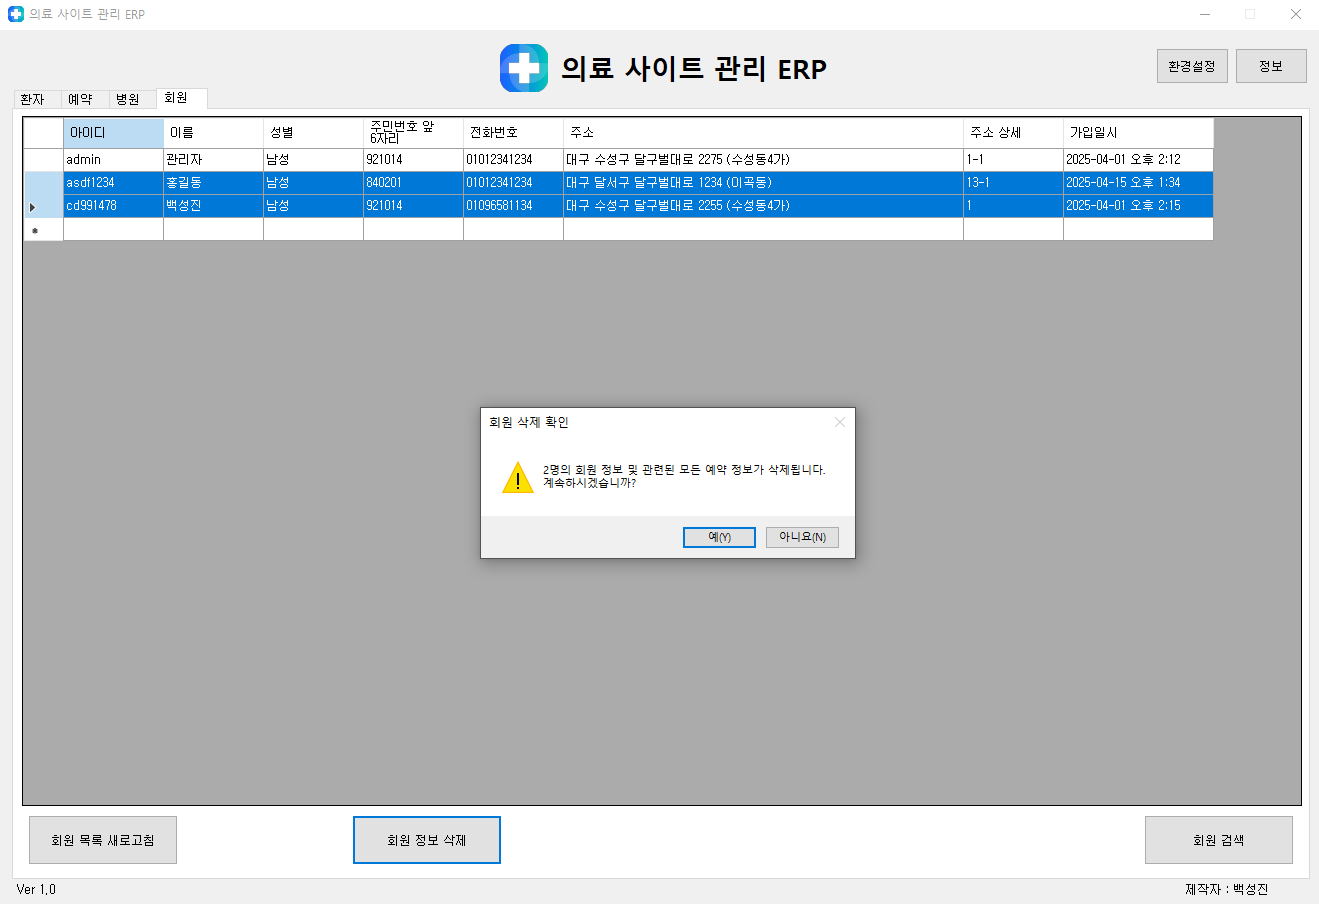 의료 사이트 관리 ERP
의료 사이트 관리 ERP
환경설정 정보
환자 예약 병원 회원
아이디 이름 성별 주민번호 앞 6자리 전화번호 주소 주소 상세 가입일시
admin 관리자 남성 921014 01012341234 대구 수성구 달구벌대로 2275 (수성동4가) 1-1 2025-04-01 오후 2:12
asdf1234 홍길동 남성 840201 01012341234 대구 달서구 달구벌대로 1234 (이곡동) 13-1 2025-04-15 오후 1:34
cd991478 백성진 남성 921014 01096581134 대구 수성구 달구벌대로 2255 (수성동4가) 1 2025-04-01 오후 2:15
회원 삭제 확인
2명의 회원 정보 및 관련된 모든 예약 정보가 삭제됩니다.
계속하시겠습니까?
예(Y) 아니요(N)
회원 목록 새로고침 회원 정보 삭제 회원 검색
Ver 1.0 제작자 : 백성진